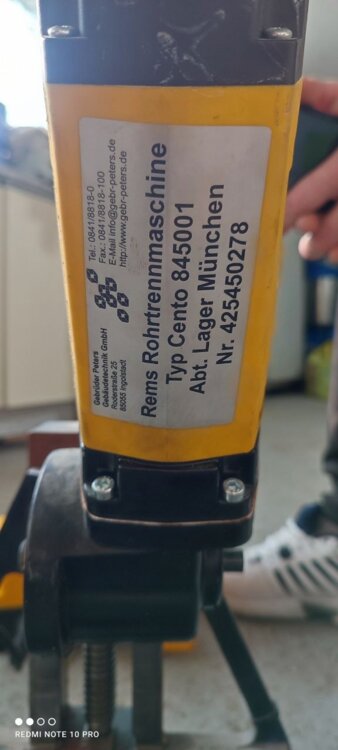 Gebrüder Peters
Gebäudetechnik GmbH
Roderstraße 25
85055 Ingolstadt
Tel.: 0841/8818-0
Fax.: 0841/8818-100
E-Mail info@gebr-peters.de
http://www.gebr-peters.de
Rems Rohrtrennmaschine
Typ Cento 845001
Abt. Lager München
Nr. 425450278
REDMI NOTE 10 PRO